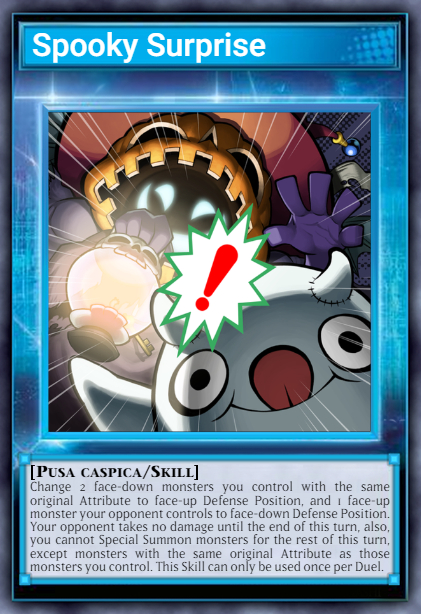 Spooky Surprise
!
[Pusa caspica/Skill]
Change 2 face-down monsters you control with the same
original Attribute to face-up Defense Position, and 1 face-up
monster your opponent controls to face-down Defense Position.
Your opponent takes no damage until the end of this turn, also,
you cannot Special Summon monsters for the rest of this turn,
except monsters with the same original Attribute as those
monsters you control. This Skill can only be used once per Duel.